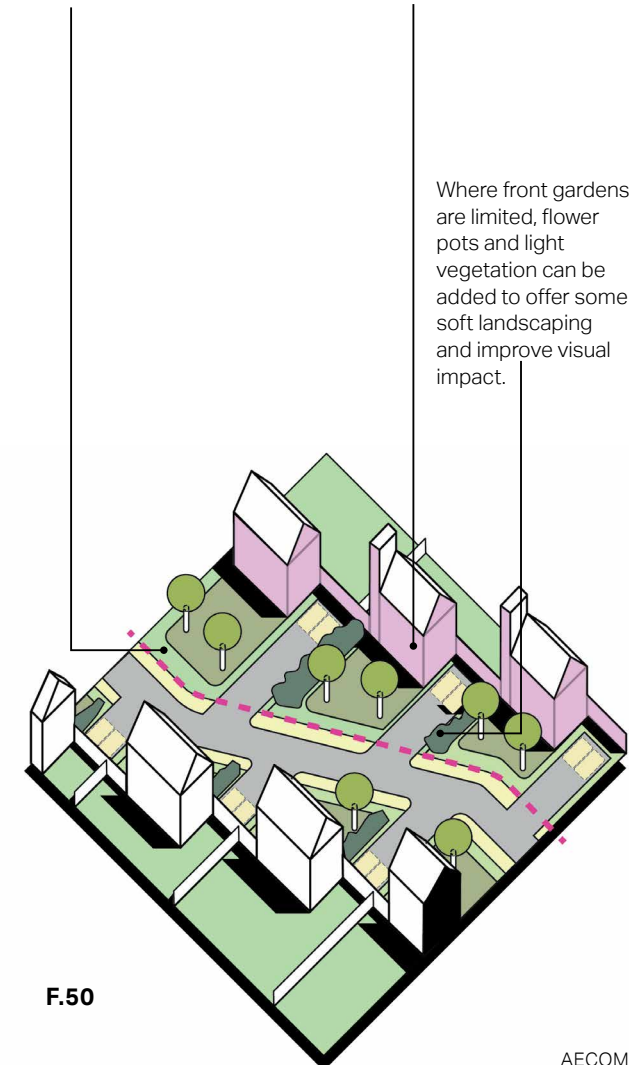 Where front gardens
are limited, flower
pots and light
vegetation can be
added to offer some
soft landscaping
and improve visual
impact.
F.50
AECOM